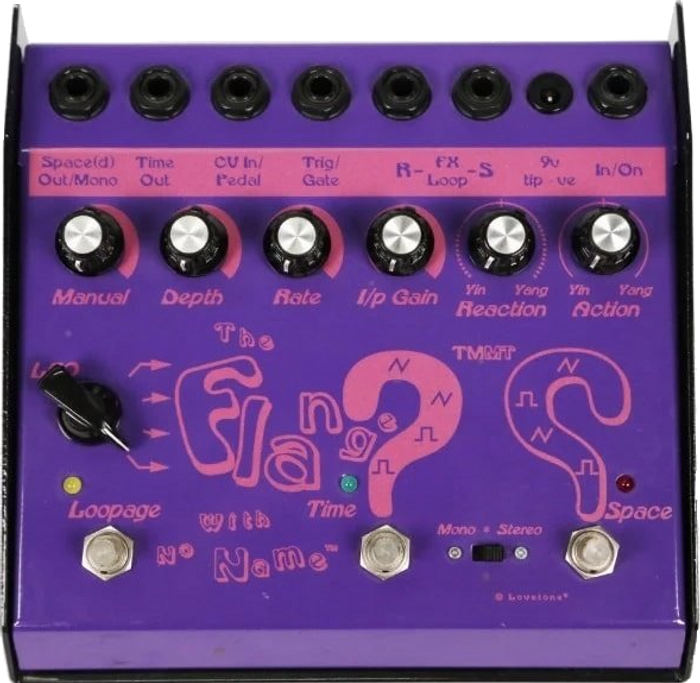 Space(d) Out/Mono
Time Out
CV In/ Pedal
Trig/ Gate
R- FX Loop -S
9v tip -ve
In/On
Manual
Depth
Rate
I/p Gain
Yin Yang
Reaction
Yin Yang
Action
LFO
The
Flange
TMMT
?
?
Loopage
Time
Space
With
No Name™
Mono * Stereo
© Lovetone®